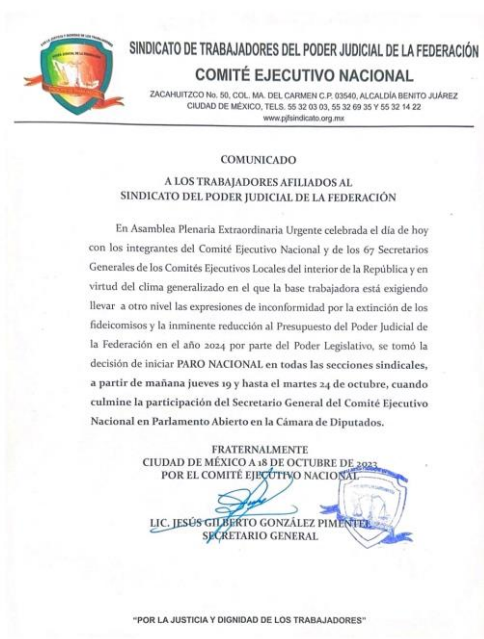 SINDICATO DE TRABAJADORES DEL PODER JUDICIAL DE LA FEDERACIÓN
COMITÉ EJECUTIVO NACIONAL
ZACAHUITZCO No. 50, COL. MA. DEL CARMEN C.P. 03540, ALCALDÍA BENITO JUÁREZ
CIUDAD DE MÉXICO, TELS. 55 32 03 03, 55 32 69 35 Y 55 32 14 22
www.pjfsindicato.org.mx
COMUNICADO
A LOS TRABAJADORES AFILIADOS AL
SINDICATO DEL PODER JUDICIAL DE LA FEDERACIÓN
En Asamblea Plenaria Extraordinaria Urgente celebrada el día de hoy
con los integrantes del Comité Ejecutivo Nacional y de los 67 Secretarios
Generales de los Comités Ejecutivos Locales del interior de la República y en
virtud del clima generalizado en el que la base trabajadora está exigiendo
llevar a otro nivel las expresiones de inconformidad por la extinción de los
fideicomisos y la inminente reducción al Presupuesto del Poder Judicial de
la Federación en el año 2024 por parte del Poder Legislativo, se tomó la
decisión de iniciar PARO NACIONAL en todas las secciones sindicales,
a partir de mañana jueves 19 y hasta el martes 24 de octubre, cuando
culmine la participación del Secretario General del Comité Ejecutivo
Nacional en Parlamento Abierto en la Cámara de Diputados.
FRATERNALMENTE
CIUDAD DE MÉXICO A 18 DE OCTUBRE DE 2023
POR EL COMITÉ EJECUTIVO NACIONAL
LIC. JESÚS GILBERTO GONZÁLEZ PIMENTEL
SECRETARIO GENERAL
"POR LA JUSTICIA Y DIGNIDAD DE LOS TRABAJADORES"